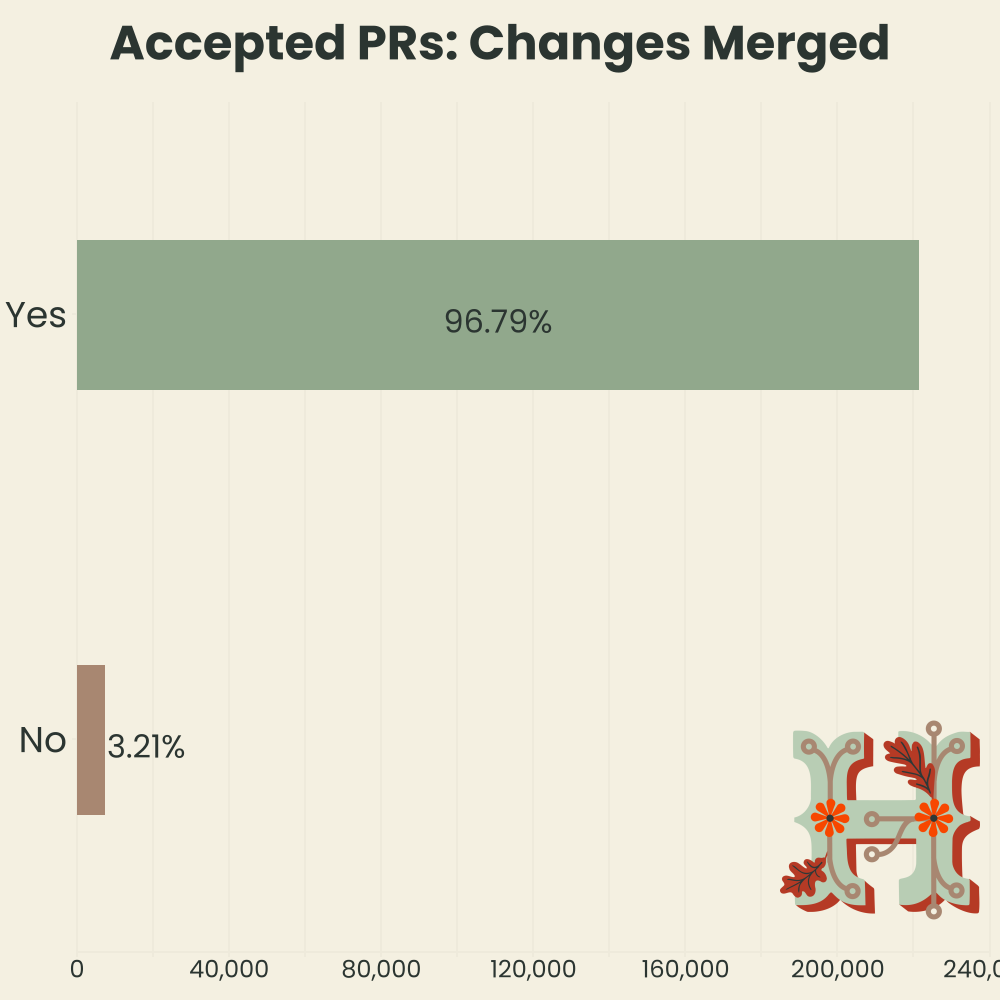 Accepted PRs: Changes Merged
Yes
96.79%
No
3.21%
0 40,000 80,000 120,000 160,000 200,000 240,0